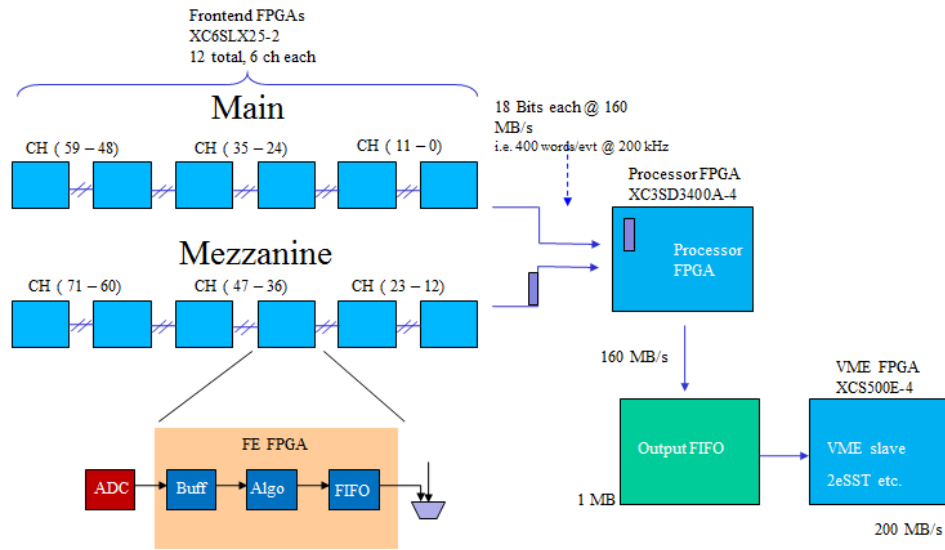 Frontend FPGAs
XC6SLX25-2
12 total, 6 ch each
Main
18 Bits each @ 160
MB/s
i.e. 400 words/evt @ 200 kHz
CH ( 59 – 48)
CH ( 35 – 24)
CH ( 11 – 0)
Processor FPGA
XC3SD3400A-4
Processor
FPGA
Mezzanine
CH ( 71 – 60)
CH ( 47 – 36)
CH ( 23 – 12)
160 MB/s
VME FPGA
XCS500E-4
FE FPGA
ADC
Buff
Algo
FIFO
Output FIFO
1 MB
VME slave
2eSST etc.
200 MB/s